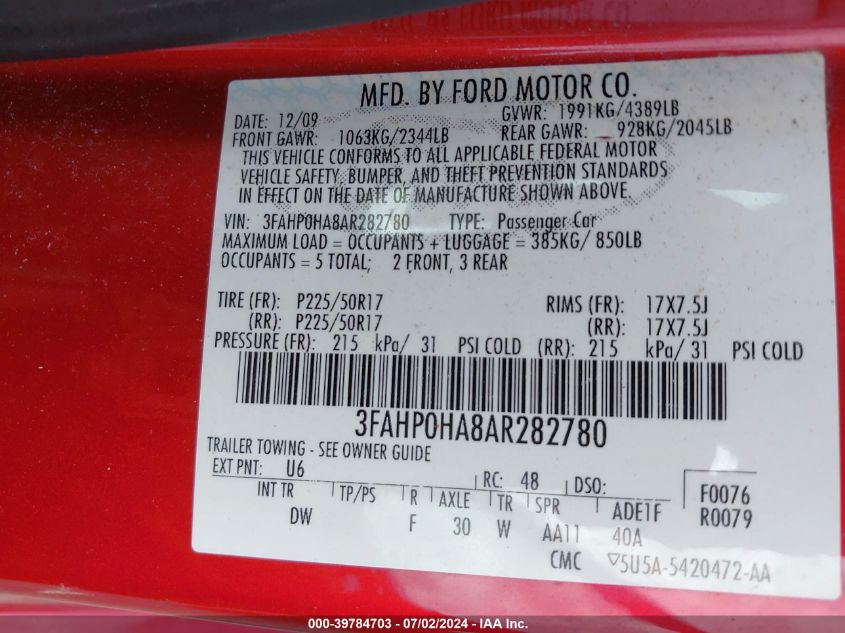 MFD. BY FORD MOTOR CO.
DATE: 12/09 GVWR: 1991KG/4389LB
FRONT GAWR: 1063KG/2344LB REAR GAWR: 928KG/2045LB
THIS VEHICLE CONFORMS TO ALL APPLICABLE FEDERAL MOTOR
VEHICLE SAFETY, BUMPER, AND THEFT PREVENTION STANDARDS
IN EFFECT ON THE DATE OF MANUFACTURE SHOWN ABOVE.
VIN: 3FAHP0HA8AR282780 TYPE: Passenger Car
MAXIMUM LOAD = OCCUPANTS + LUGGAGE = 385KG/ 850LB
OCCUPANTS = 5 TOTAL; 2 FRONT, 3 REAR
TIRE (FR): P225/50R17 RIMS (FR): 17X7.5J
(RR): P225/50R17 (RR): 17X7.5J
PRESSURE (FR): 215 kPa/ 31 PSI COLD (RR): 215 kPa/ 31 PSI COLD
3FAHP0HA8AR282780
TRAILER TOWING - SEE OWNER GUIDE
EXT PNT: U6 RC: 48 DSO: F0076
INT TR TP/PS R AXLE TR SPR ADE1F R0079
DW F 30 W AA11 40A
CMC ▽5U5A-5420472-AA
000-39784703 - 07/02/2024 - IAA Inc.